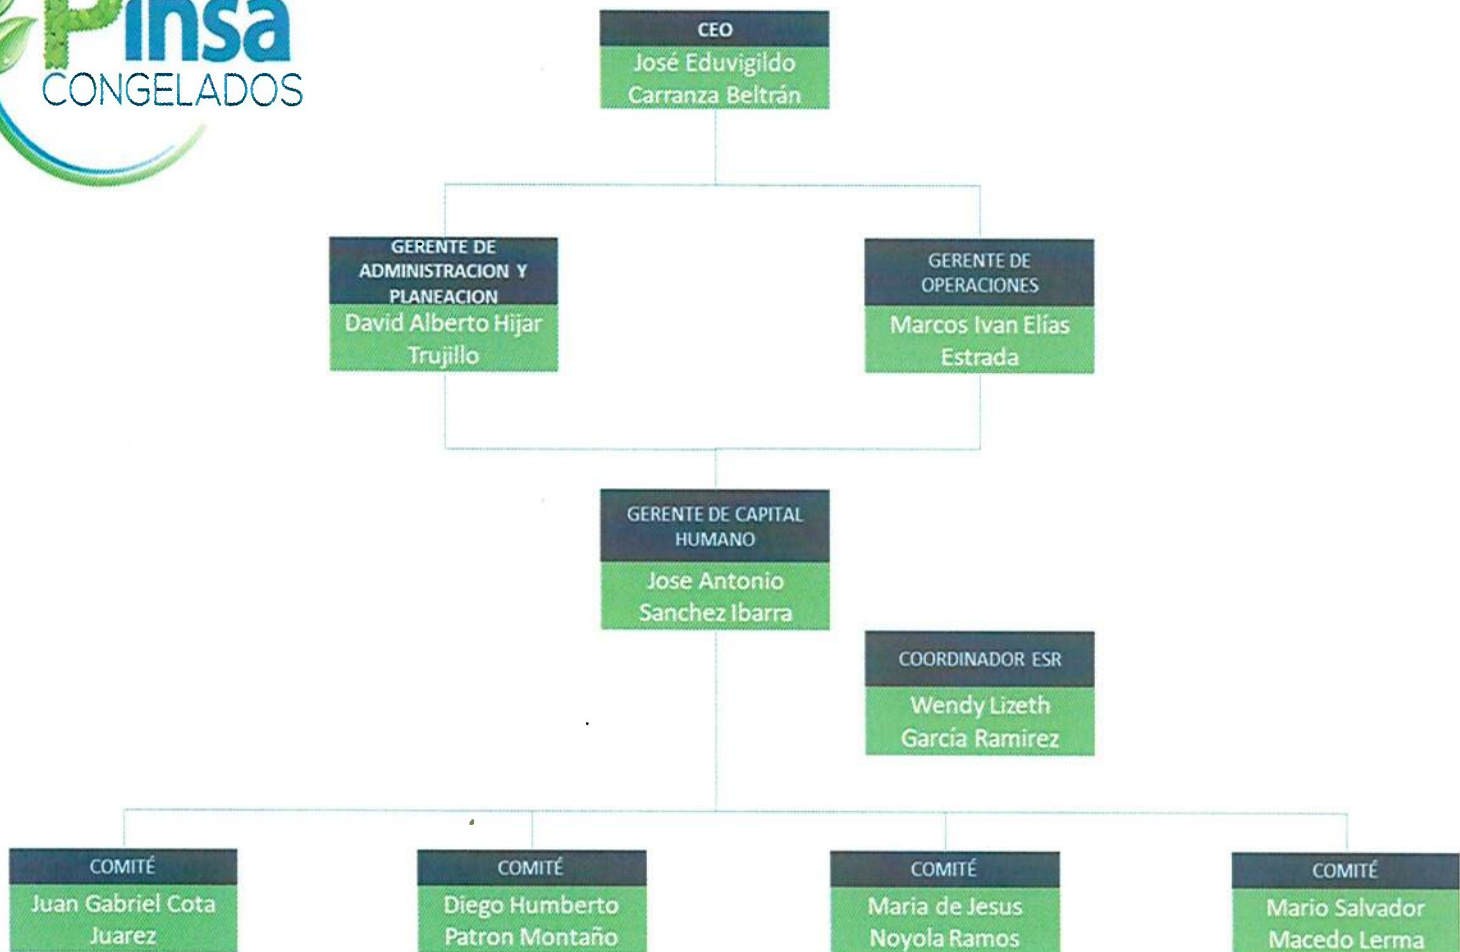 Pinsa
CONGELADOS
CEO
José Eduvigildo
Carranza Beltrán
GERENTE DE
ADMINISTRACION Y
PLANEACION
David Alberto Hijar
Trujillo
GERENTE DE
OPERACIONES
Marcos Ivan Elías
Estrada
GERENTE DE CAPITAL
HUMANO
Jose Antonio
Sanchez Ibarra
COORDINADOR ESR
Wendy Lizeth
García Ramirez
COMITÉ
Juan Gabriel Cota
Juarez
COMITÉ
Diego Humberto
Patron Montaño
COMITÉ
Maria de Jesus
Noyola Ramos
COMITÉ
Mario Salvador
Macedo Lerma